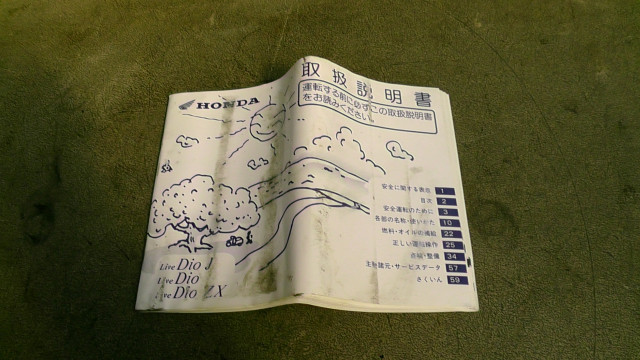 HONDA
取扱説明書
運転する前に必ずこの取扱説明書
をお読みください。
安全に関する表示 1
目次 2
安全運転のために 3
各部の名称・使いかた 10
燃料・オイルの補給 22
正しい運転操作 25
点検・整備 34
主要諸元・サービスデータ 57
さくいん 59
Live Dio J
Live Dio
Live Dio ZX